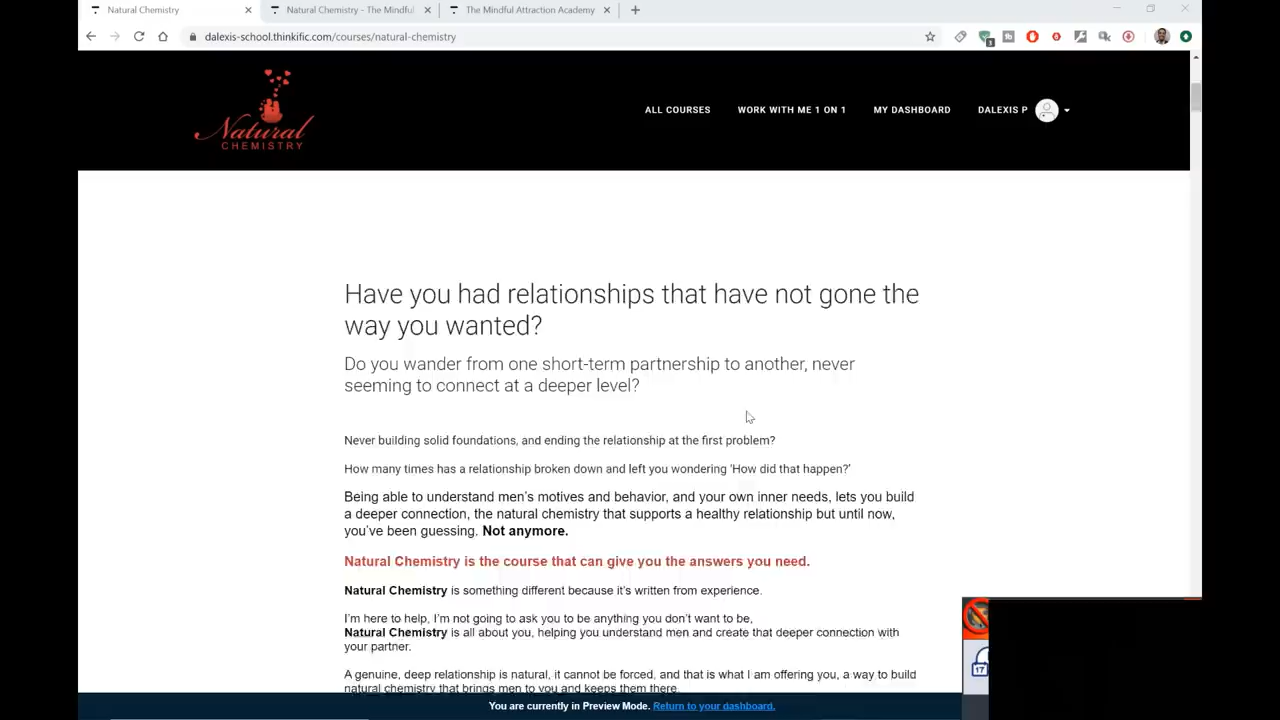 Natural Chemistry
Natural Chemistry - The Mindful
The Mindful Attraction Academy
dalexis-school.thinkific.com/courses/natural-chemistry
Natural
CHEMISTRY
ALL COURSES
WORK WITH ME 1 ON 1
MY DASHBOARD
DALEXIS P
Have you had relationships that have not gone the
way you wanted?
Do you wander from one short-term partnership to another, never
seeming to connect at a deeper level?
Never building solid foundations, and ending the relationship at the first problem?
How many times has a relationship broken down and left you wondering 'How did that happen?'
Being able to understand men's motives and behavior, and your own inner needs, lets you build
a deeper connection, the natural chemistry that supports a healthy relationship but until now,
you've been guessing. Not anymore.
Natural Chemistry is the course that can give you the answers you need.
Natural Chemistry is something different because it's written from experience.
I'm here to help, I'm not going to ask you to be anything you don't want to be,
Natural Chemistry is all about you, helping you understand men and create that deeper connection with
your partner.
A genuine, deep relationship is natural, it cannot be forced, and that is what I am offering you, a way to build
natural chemistry that brings men to you and keeps them there.
You are currently in Preview Mode. Return to your dashboard.
17